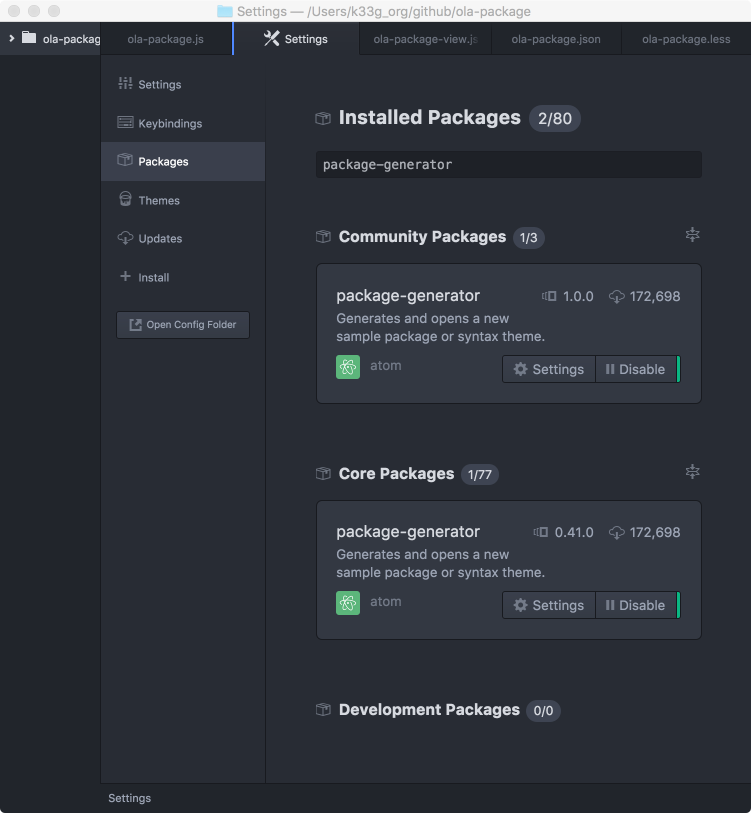 Settings — /Users/k33g_org/github/ola-package
ola-packag
ola-package.js
Settings
ola-package-view.js
ola-package.json
ola-package.less
Settings
Keybindings
Packages
Themes
Updates
Install
Open Config Folder
Installed Packages 2/80
package-generator
Community Packages 1/3
package-generator 1.0.0 172,698
Generates and opens a new
sample package or syntax theme.
atom Settings Disable
Core Packages 1/77
package-generator 0.41.0 172,698
Generates and opens a new
sample package or syntax theme.
atom Settings Disable
Development Packages 0/0
Settings